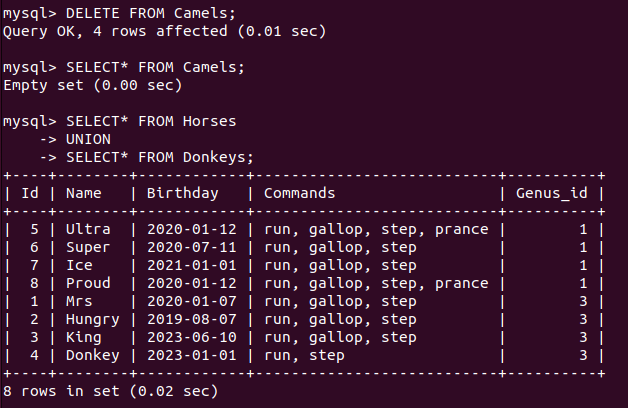 mysql> DELETE FROM Camels;
Query OK, 4 rows affected (0.01 sec)
mysql> SELECT* FROM Camels;
Empty set (0.00 sec)
mysql> SELECT* FROM Horses
    -> UNION
    -> SELECT* FROM Donkeys;
+----+--------+------------+-----------------------------+----------+
| Id | Name   | Birthday   | Commands                    | Genus_id |
+----+--------+------------+-----------------------------+----------+
|  5 | Ultra  | 2020-01-12 | run, gallop, step, prance |        1 |
|  6 | Super  | 2020-07-11 | run, gallop, step         |        1 |
|  7 | Ice    | 2021-01-01 | run, gallop, step         |        1 |
|  8 | Proud  | 2020-01-12 | run, gallop, step, prance |        1 |
|  1 | Mrs    | 2020-01-07 | run, gallop, step         |        3 |
|  2 | Hungry | 2019-08-07 | run, gallop, step         |        3 |
|  3 | King   | 2023-06-10 | run, gallop, step         |        3 |
|  4 | Donkey | 2023-01-01 | run, step                 |        3 |
+----+--------+------------+---------------------------+----------+
8 rows in set (0.02 sec)